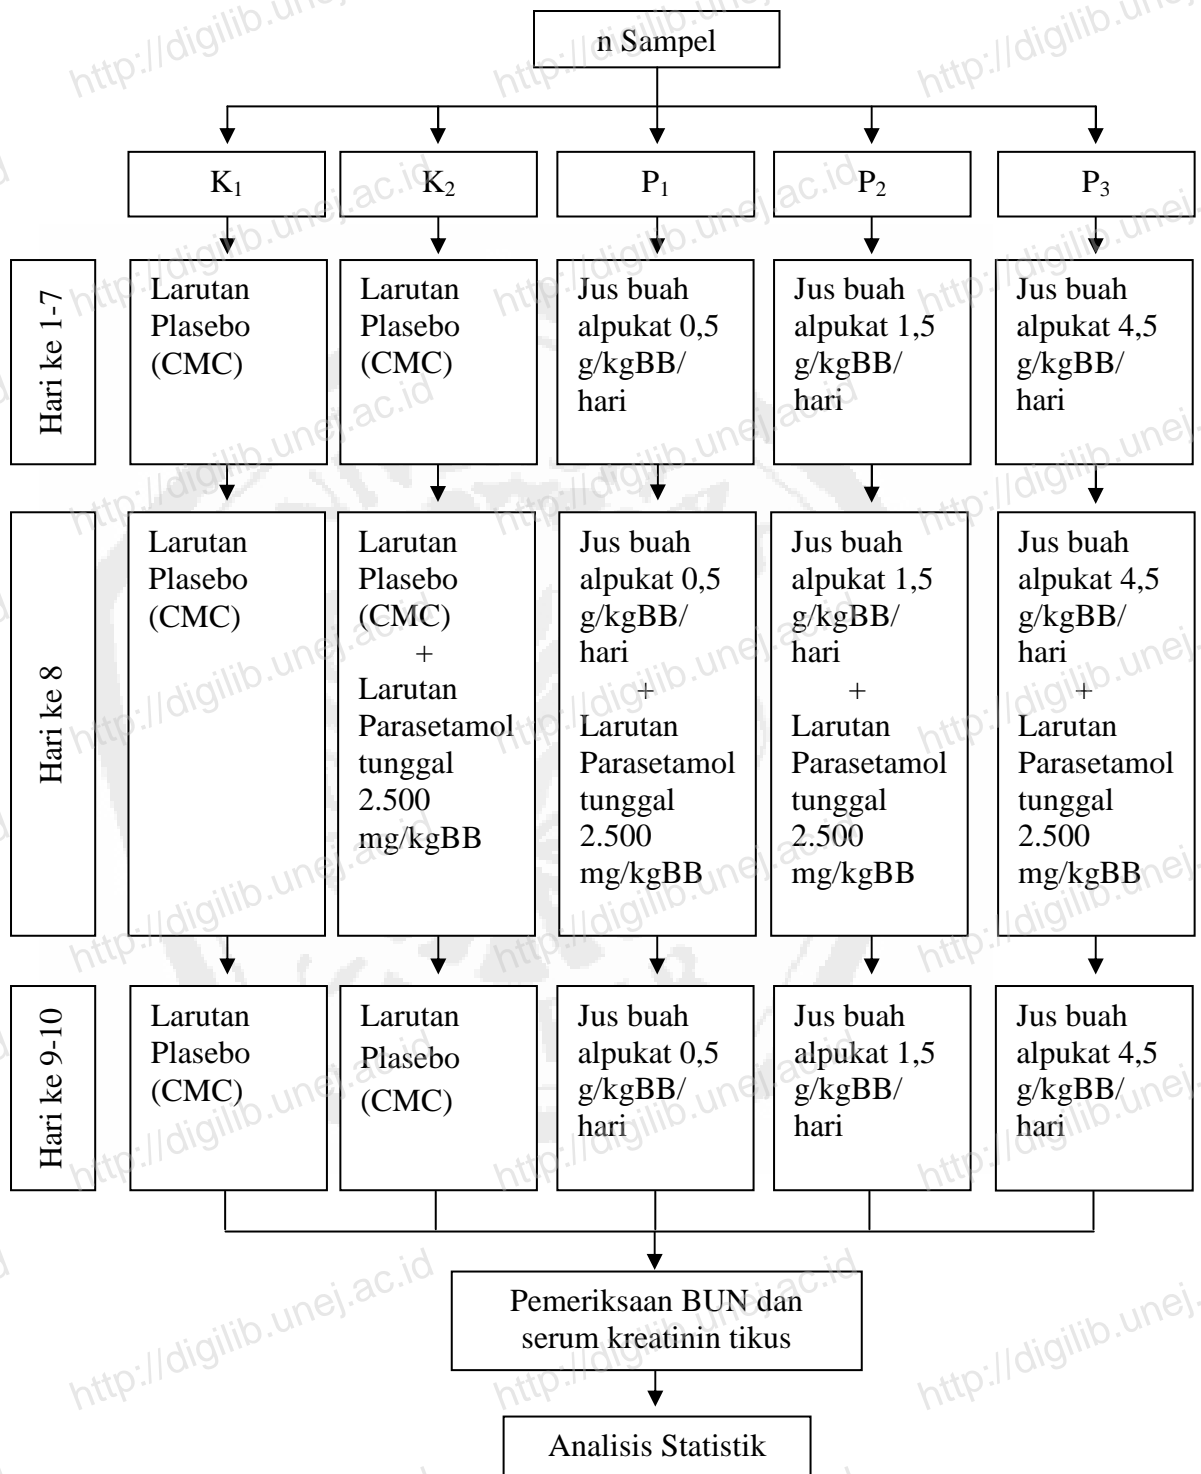 n Sampel
K₁
K₂
P₁
P₂
P₃
Hari ke 1-7
Larutan
Plasebo
(CMC)
Larutan
Plasebo
(CMC)
Jus buah
alpukat 0,5
g/kgBB/
hari
Jus buah
alpukat 1,5
g/kgBB/
hari
Jus buah
alpukat 4,5
g/kgBB/
hari
Hari ke 8
Larutan
Plasebo
(CMC)
Larutan
Plasebo
(CMC)
+
Larutan
Parasetamol
tunggal
2.500
mg/kgBB
Jus buah
alpukat 0,5
g/kgBB/
hari
+
Larutan
Parasetamol
tunggal
2.500
mg/kgBB
Jus buah
alpukat 1,5
g/kgBB/
hari
+
Larutan
Parasetamol
tunggal
2.500
mg/kgBB
Jus buah
alpukat 4,5
g/kgBB/
hari
+
Larutan
Parasetamol
tunggal
2.500
mg/kgBB
Hari ke 9-10
Larutan
Plasebo
(CMC)
Larutan
Plasebo
(CMC)
Jus buah
alpukat 0,5
g/kgBB/
hari
Jus buah
alpukat 1,5
g/kgBB/
hari
Jus buah
alpukat 4,5
g/kgBB/
hari
Pemeriksaan BUN dan
serum kreatinin tikus
Analisis Statistik
http://digilib.unej.ac.id